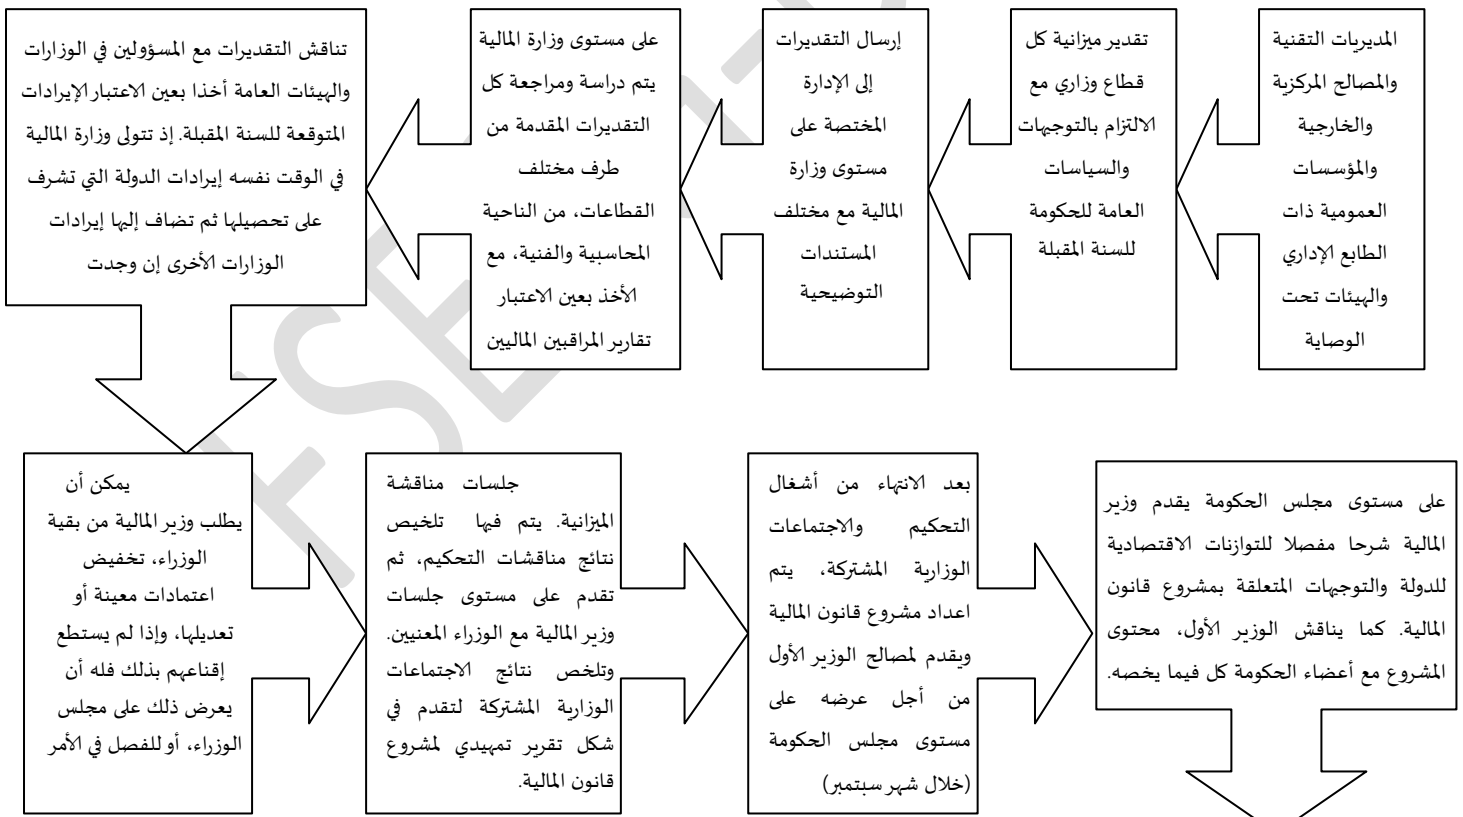 المديريات التقنية
والمصالح المركزية
والخارجية
والمؤسسات
العمومية ذات
الطابع الإداري
والهيئات تحت
الوصاية
تقدير ميزانية كل
قطاع وزاري مع
الالتزام بالتوجيهات
والسياسات
العامة للحكومة
للسنة المقبلة
إرسال التقديرات
إلى الإدارة
المختصة على
مستوى وزارة
المالية مع مختلف
المستندات
التوضيحية
على مستوى وزارة المالية
يتم دراسة ومراجعة كل
التقديرات المقدمة من
طرف مختلف
القطاعات، من الناحية
المحاسبية والفنية، مع
الأخذ بعين الاعتبار
تقارير المراقبين الماليين
تناقش التقديرات مع المسؤولين في الوزارات
والهيئات العامة أخذا بعين الاعتبار الإيرادات
المتوقعة للسنة المقبلة. إذ تتولى وزارة المالية
في الوقت نفسه إيرادات الدولة التي تشرف
على تحصيلها ثم تضاف إليها إيرادات
الوزارات الأخرى إن وجدت
يمكن أن
يطلب وزير المالية من بقية
الوزراء، تخفيض
اعتمادات معينة أو
تعديلها، وإذا لم يستطع
إقناعهم بذلك فله أن
يعرض ذلك على مجلس
الوزراء، أو للفصل في الأمر
جلسات مناقشة
الميزانية. يتم فيها تلخيص
نتائج مناقشات التحكيم، ثم
تقدم على مستوى جلسات
وزير المالية مع الوزراء المعنيين.
وتلخص نتائج الاجتماعات
الوزارية المشتركة لتقدم في
شكل تقرير تمهيدي لمشروع
قانون المالية.
بعد الانتهاء من أشغال
التحكيم والاجتماعات
الوزارية المشتركة، يتم
اعداد مشروع قانون المالية
ويقدم لمصالح الوزير الأول
من أجل عرضه على
مستوى مجلس الحكومة
(خلال شهر سبتمبر)
على مستوى مجلس الحكومة يقدم وزير
المالية شرحا مفصلا للتوازنات الاقتصادية
للدولة والتوجيهات المتعلقة بمشروع قانون
المالية. كما يناقش الوزير الأول، محتوى
المشروع مع أعضاء الحكومة كل فيما يخصه.